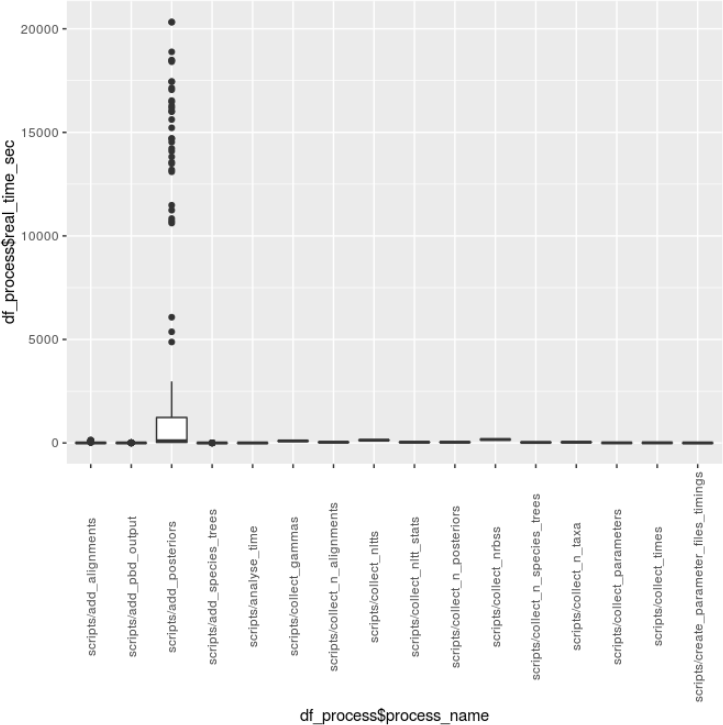 df_process$real_time_sec
20000
15000
10000
5000
0
scripts/add_alignments
scripts/add_pbd_output
scripts/add_posteriors
scripts/add_species_trees
scripts/analyse_time
scripts/collect_gammas
scripts/collect_n_alignments
scripts/collect_nltts
scripts/collect_nltt_stats
scripts/collect_n_posteriors
scripts/collect_nrbss
scripts/collect_n_species_trees
scripts/collect_n_taxa
scripts/collect_parameters
scripts/collect_times
scripts/create_parameter_files_timings
df_process$process_name